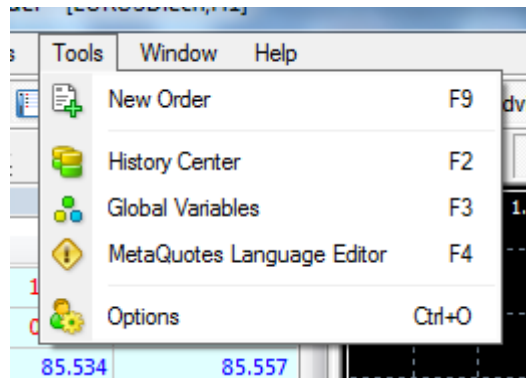 Tools Window Help
New Order F9
History Center F2
Global Variables F3
MetaQuotes Language Editor F4
Options Ctrl+O
85.534 85.557